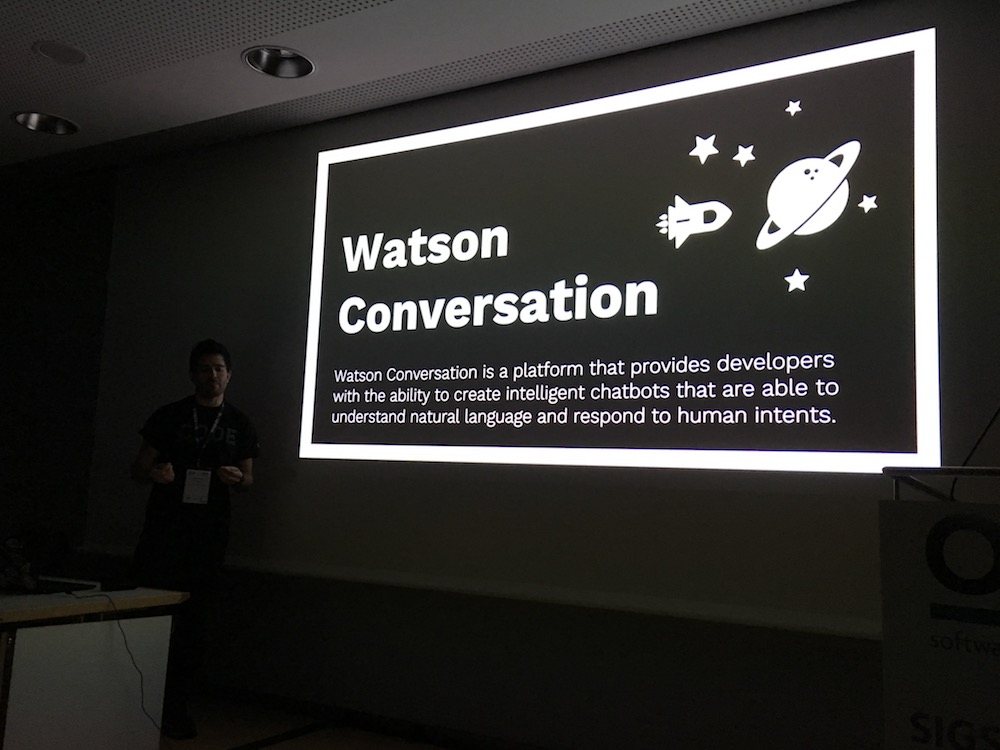 Watson
Conversation
Watson Conversation is a platform that provides developers
with the ability to create intelligent chatbots that are able to
understand natural language and respond to human intents.
CODE